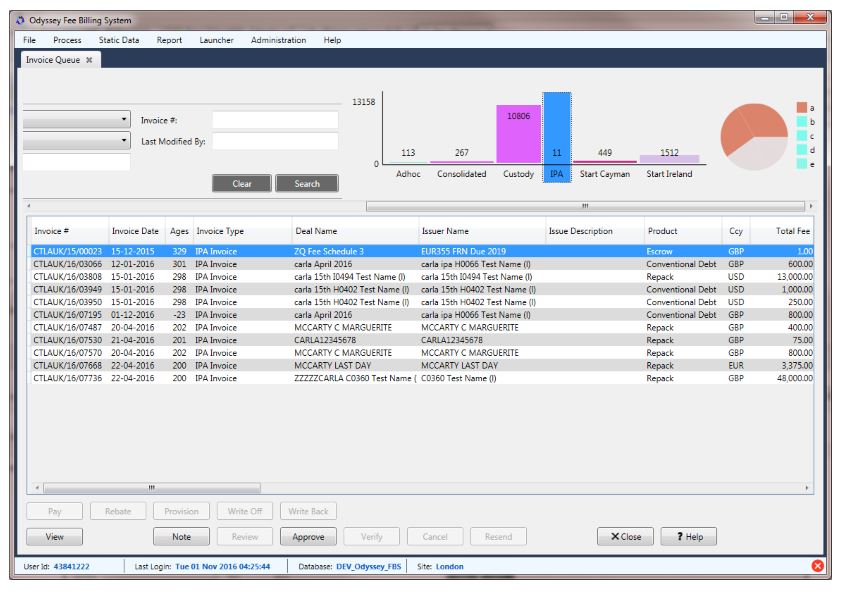 Odyssey Fee Billing System
File Process Static Data Report Launcher Administration Help
Invoice Queue
Invoice #:
Last Modified By:
Clear Search
13158
0
113 267 10806 11 449 1512
Adhoc Consolidated Custody IPA Start Cayman Start Ireland
a
b
c
d
e
Invoice # Invoice Date Ages Invoice Type Deal Name Issuer Name Issue Description Product Ccy Total Fee
CTLAUK/15/00023 15-12-2015 329 IPA Invoice ZQ Fee Schedule 3 EUR355 FRN Due 2019 Escrow GBP 1.00
CTLAUK/16/03066 12-01-2016 301 IPA Invoice carla April 2016 carla ipa H0066 Test Name (I) Conventional Debt GBP 600.00
CTLAUK/16/03808 15-01-2016 298 IPA Invoice carla 15th I0494 Test Name (I) carla 15th I0494 Test Name (I) Repack USD 13,000.00
CTLAUK/16/03949 15-01-2016 298 IPA Invoice carla 15th H0402 Test Name (I) carla 15th H0402 Test Name (I) Conventional Debt USD 1,000.00
CTLAUK/16/03950 15-01-2016 298 IPA Invoice carla 15th H0402 Test Name (I) carla 15th H0402 Test Name (I) Conventional Debt USD 250.00
CTLAUK/16/07195 01-12-2016 -23 IPA Invoice carla April 2016 carla ipa H0066 Test Name (I) Conventional Debt GBP 800.00
CTLAUK/16/07487 20-04-2016 202 IPA Invoice MCCARTY C MARGUERITE MCCARTY C MARGUERITE Repack GBP 400.00
CTLAUK/16/07530 21-04-2016 201 IPA Invoice CARLA12345678 CARLA12345678 Repack GBP 75.00
CTLAUK/16/07570 20-04-2016 202 IPA Invoice MCCARTY C MARGUERITE MCCARTY C MARGUERITE Repack GBP 800.00
CTLAUK/16/07668 22-04-2016 200 IPA Invoice MCCARTY LAST DAY MCCARTY LAST DAY Repack EUR 3,375.00
CTLAUK/16/07736 22-04-2016 200 IPA Invoice ZZZZZCARLA C0360 Test Name ( C0360 Test Name (I) Repack GBP 48,000.00
Pay Rebate Provision Write Off Write Back
View Note Review Approve Verify Cancel Resend Close ? Help
User Id: 43841222 Last Login: Tue 01 Nov 2016 04:25:44 Database: DEV_Odyssey_FBS Site: London